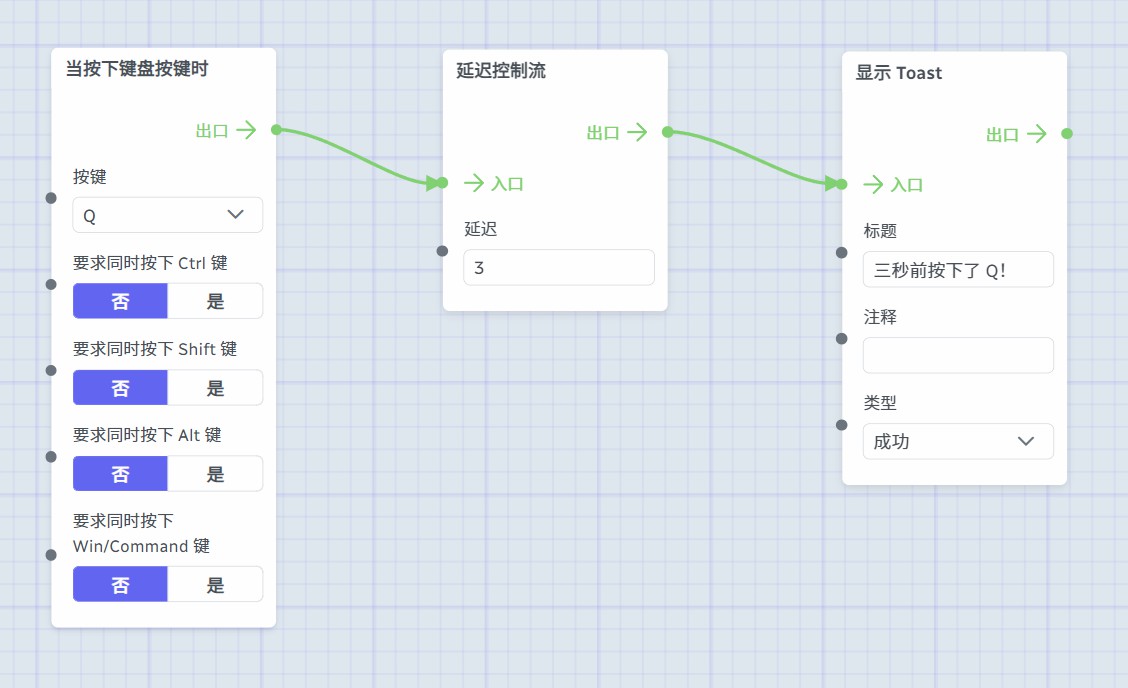 当按下键盘按键时
出口
按键
Q
要求同时按下 Ctrl 键
否 是
要求同时按下 Shift 键
否 是
要求同时按下 Alt 键
否 是
要求同时按下
Win/Command 键
否 是
延迟控制流
出口
入口
延迟
3
显示 Toast
出口
入口
标题
三秒前按下了 Q！
注释
类型
成功